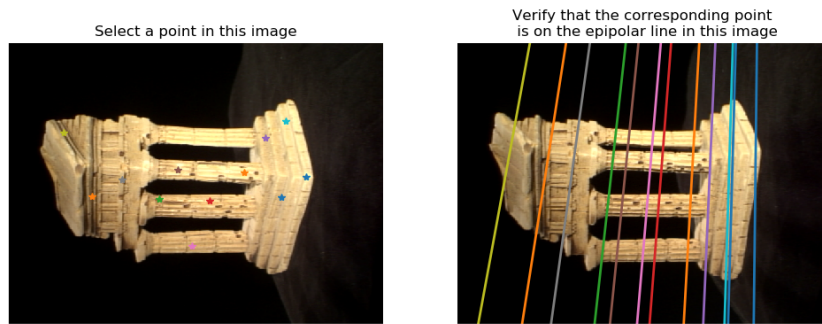 Select a point in this image
Verify that the corresponding point
is on the epipolar line in this image